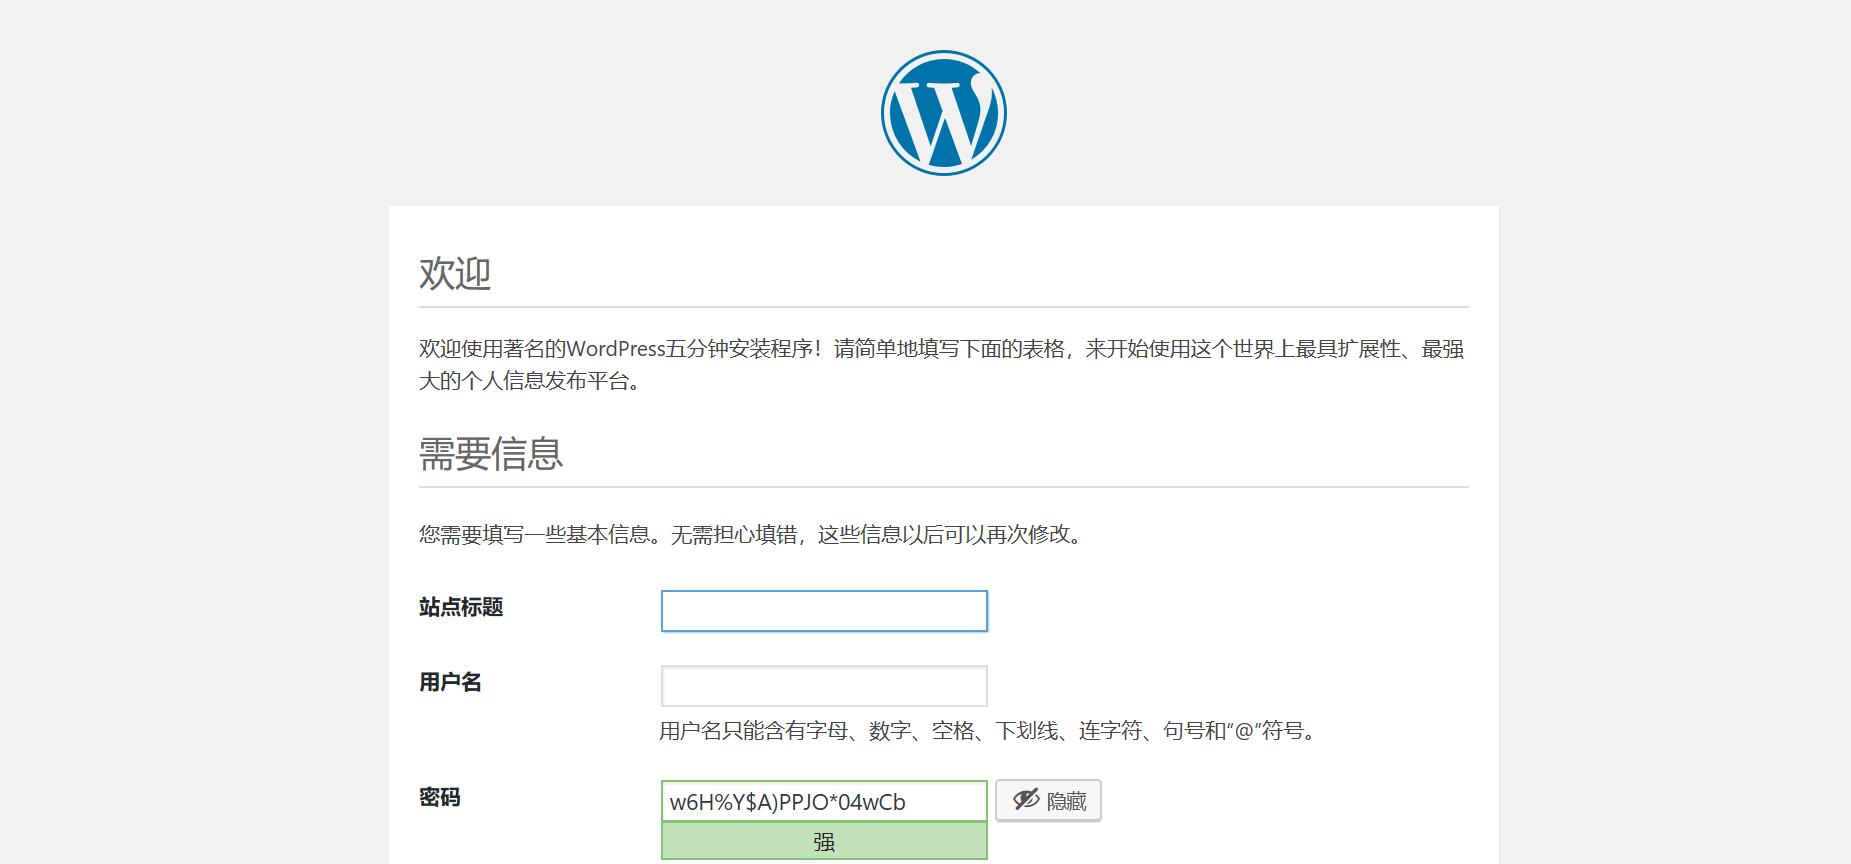 欢迎
欢迎使用著名的WordPress五分钟安装程序！请简单地填写下面的表格，来开始使用这个世界上最具扩展性、最强
大的个人信息发布平台。
需要信息
您需要填写一些基本信息。无需担心填错，这些信息以后可以再次修改。
站点标题
用户名
用户名只能含有字母、数字、空格、下划线、连字符、句号和“@”符号。
密码
w6H%Y$A)PPJO*04wCb
隐藏
强